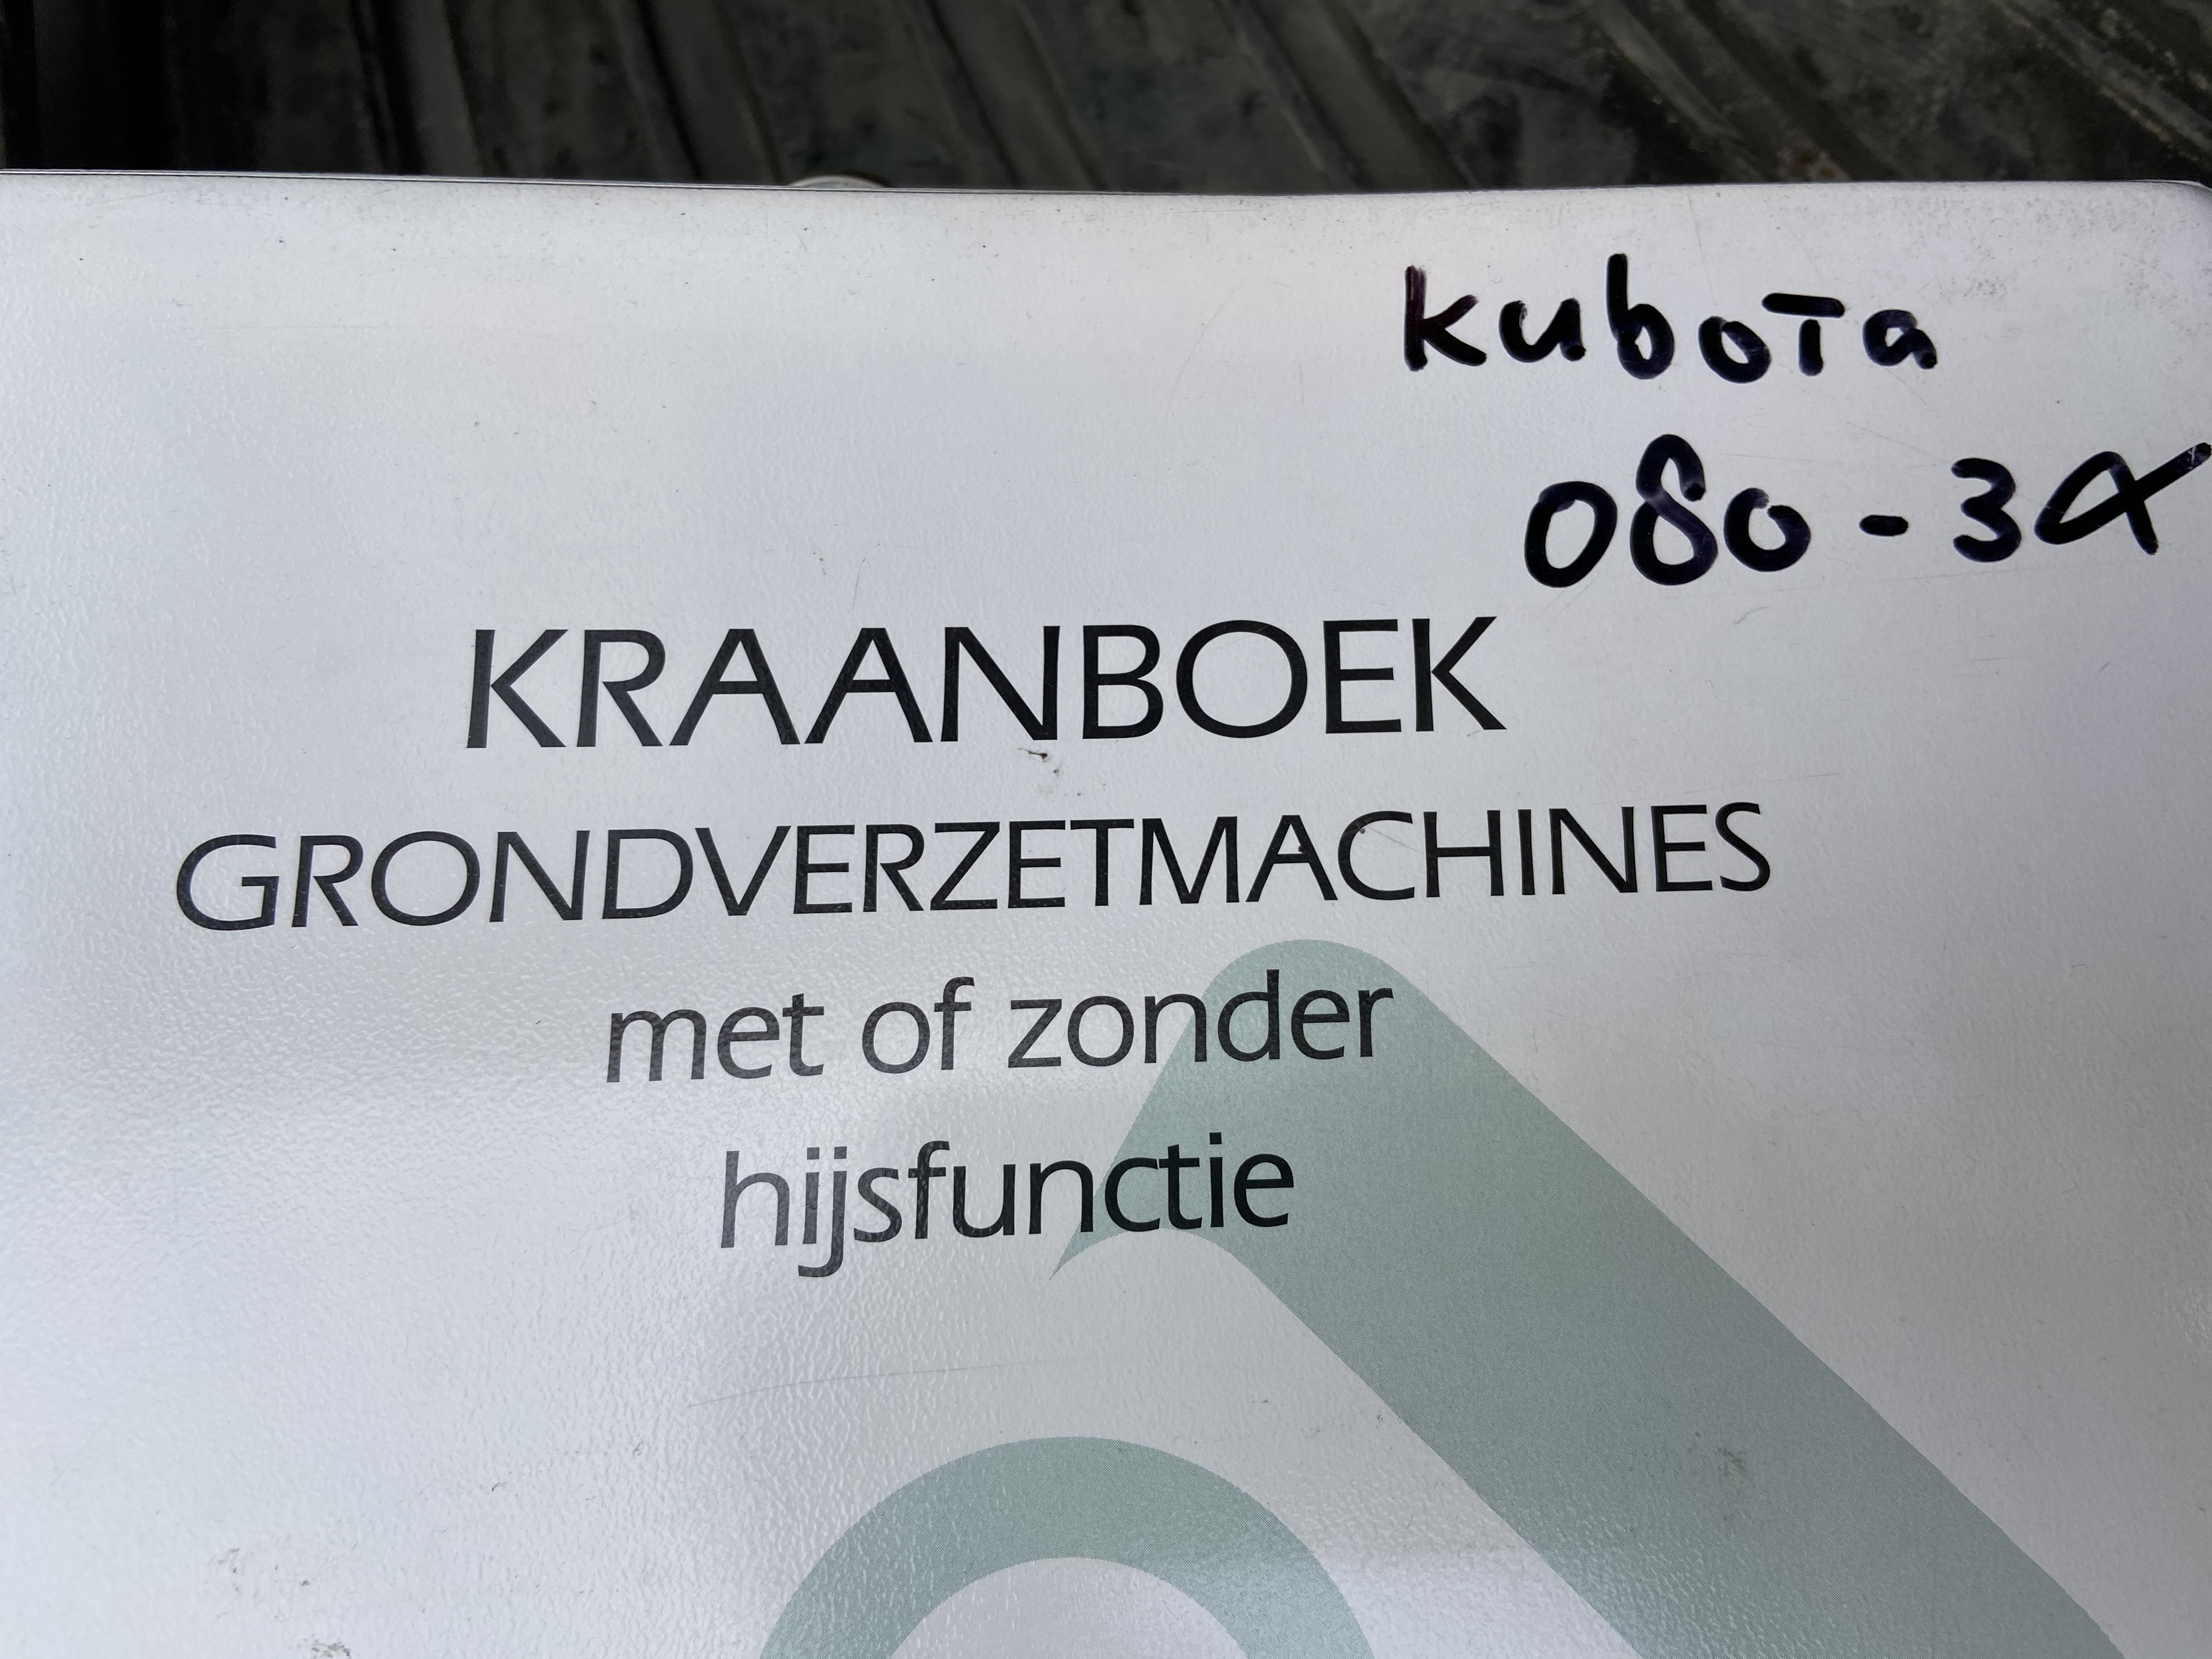 kubota
080-3α
KRAANBOEK
GRONDVERZETMACHINES
met of zonder
hijsfunctie